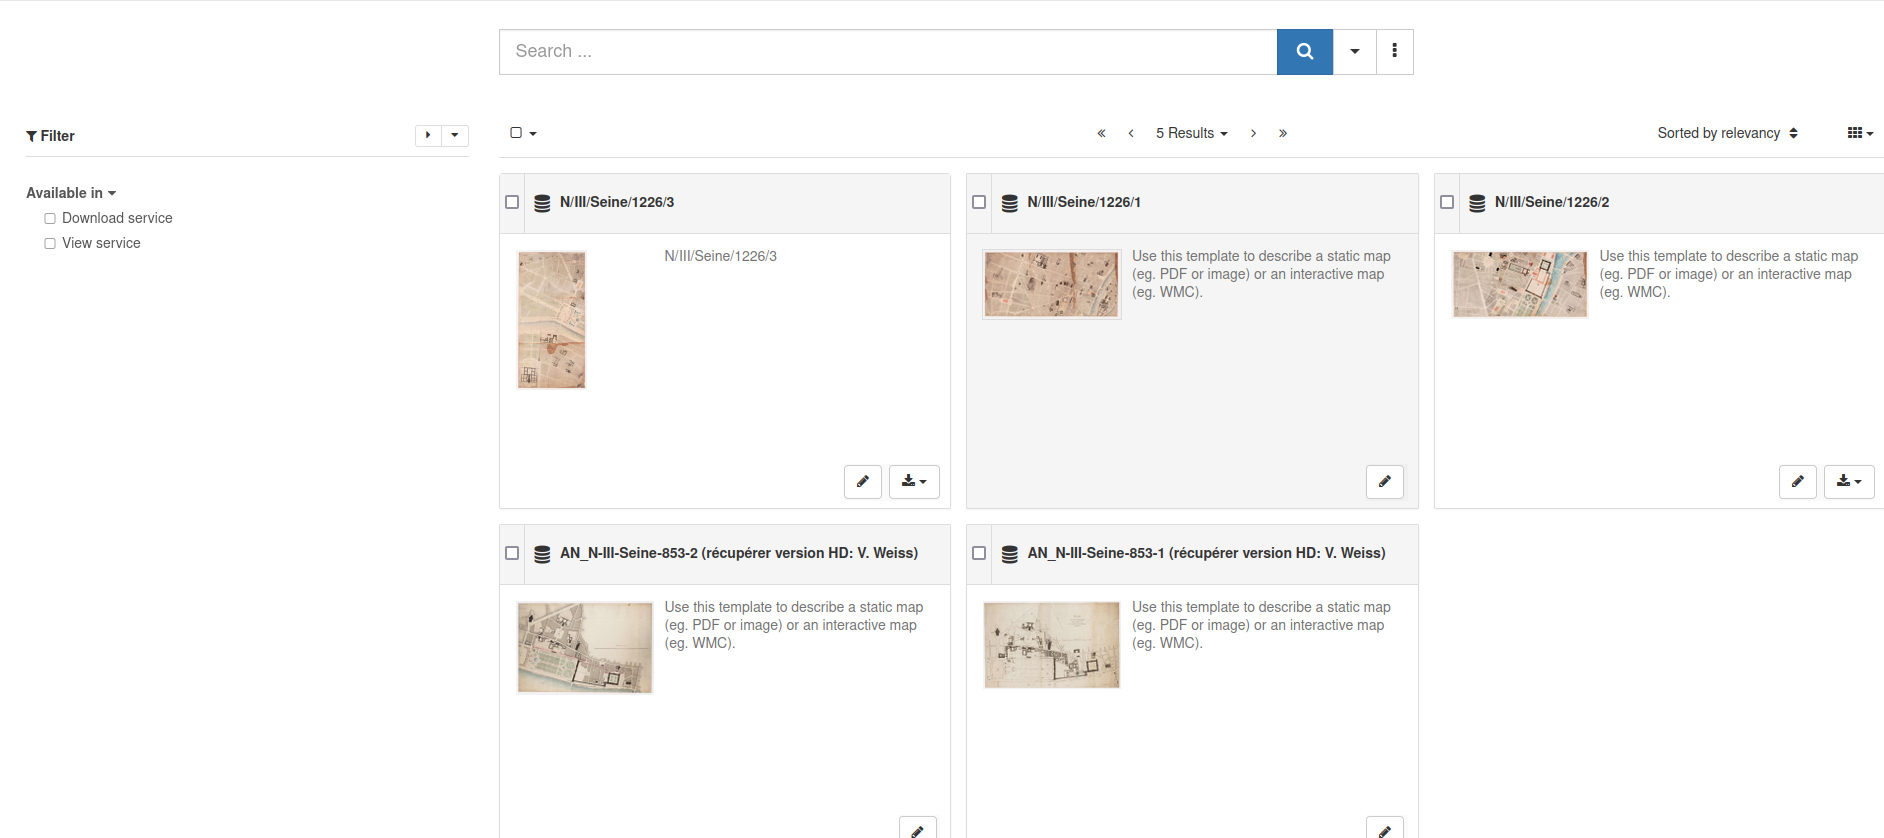 Search ...
Filter
5 Results
Sorted by relevancy
Available in
Download service
View service
N/III/Seine/1226/3
N/III/Seine/1226/3
N/III/Seine/1226/1
Use this template to describe a static map
(eg. PDF or image) or an interactive map
(eg. WMC).
N/III/Seine/1226/2
Use this template to describe a static map
(eg. PDF or image) or an interactive map
(eg. WMC).
AN_N-III-Seine-853-2 (récupérer version HD: V. Weiss)
Use this template to describe a static map
(eg. PDF or image) or an interactive map
(eg. WMC).
AN_N-III-Seine-853-1 (récupérer version HD: V. Weiss)
Use this template to describe a static map
(eg. PDF or image) or an interactive map
(eg. WMC).